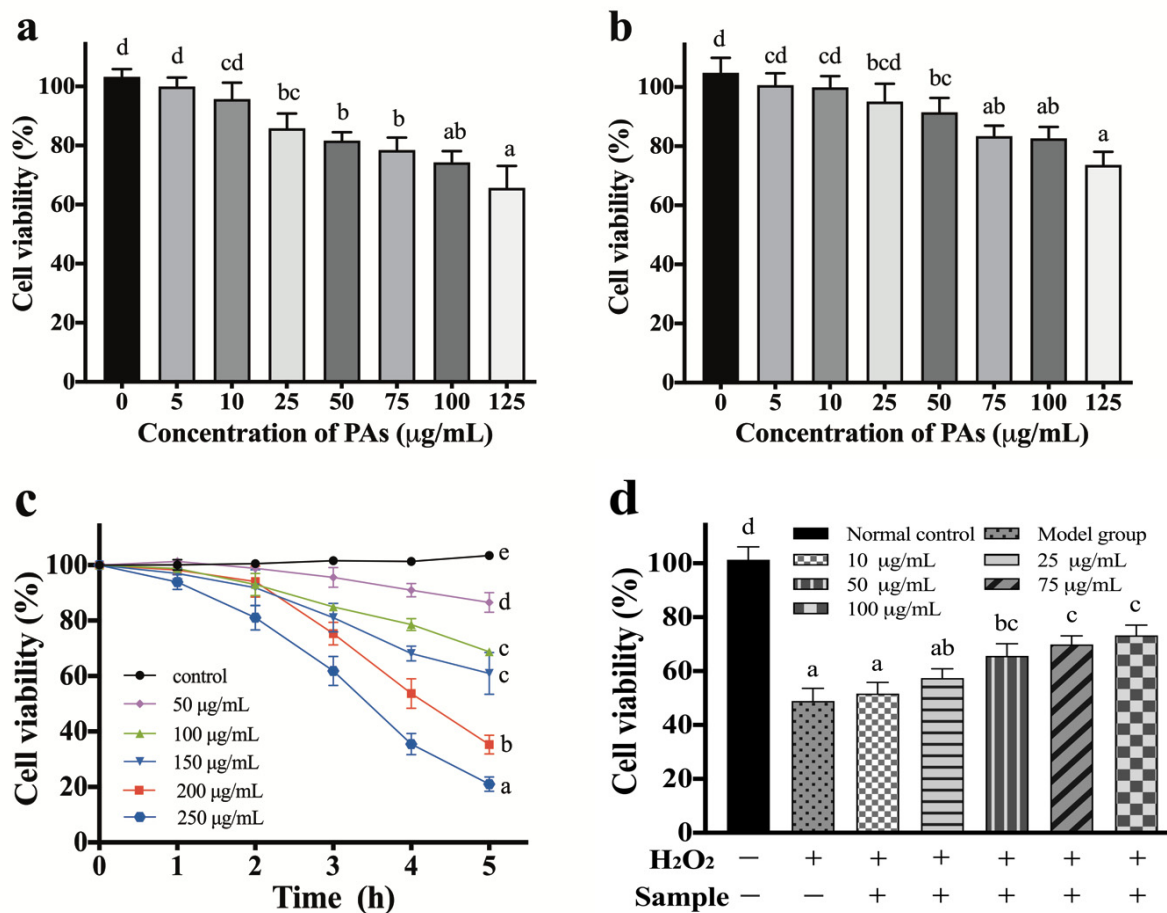 a
d d cd bc b b ab a
Cell viability (%)
100
80
60
40
20
0
0 5 10 25 50 75 100 125
Concentration of PAs (μg/mL)
b
d cd cd bcd bc ab ab a
Cell viability (%)
100
80
60
40
20
0
0 5 10 25 50 75 100 125
Concentration of PAs (μg/mL)
c
Cell viability (%)
100
80
60
40
20
0
control
50 μg/mL
100 μg/mL
150 μg/mL
200 μg/mL
250 μg/mL
e
d
c
c
b
a
0 1 2 3 4 5
Time (h)
d
Normal control Model group
10 μg/mL 25 μg/mL
50 μg/mL 75 μg/mL
100 μg/mL
d a a ab bc c c
Cell viability (%)
100
80
60
40
20
0
H₂O₂ − + + + + + +
Sample − − + + + + +